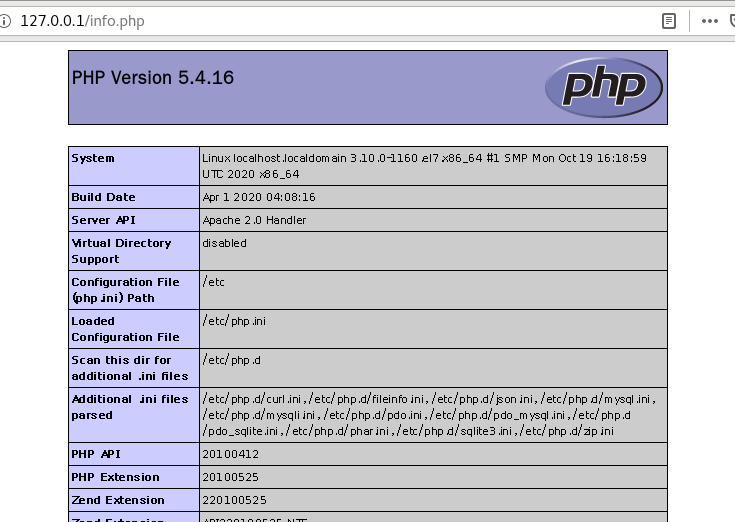 127.0.0.1/info.php
PHP Version 5.4.16
php
System
Linux localhost.localdomain 3.10.0-1160.el7.x86_64 #1 SMP Mon Oct 19 16:18:59
UTC 2020 x86_64
Build Date
Apr 1 2020 04:08:16
Server API
Apache 2.0 Handler
Virtual Directory
Support
disabled
Configuration File
(php.ini) Path
/etc
Loaded
Configuration File
/etc/php.ini
Scan this dir for
additional .ini files
/etc/php.d
Additional .ini files
parsed
/etc/php.d/curl.ini, /etc/php.d/fileinfo.ini, /etc/php.d/json.ini, /etc/php.d/mysql.ini,
/etc/php.d/mysqli.ini, /etc/php.d/pdo.ini, /etc/php.d/pdo_mysql.ini, /etc/php.d
/pdo_sqlite.ini, /etc/php.d/phar.ini, /etc/php.d/sqlite3.ini, /etc/php.d/zip.ini
PHP API
20100412
PHP Extension
20100525
Zend Extension
220100525
Zend Extension
API220100525,NTS